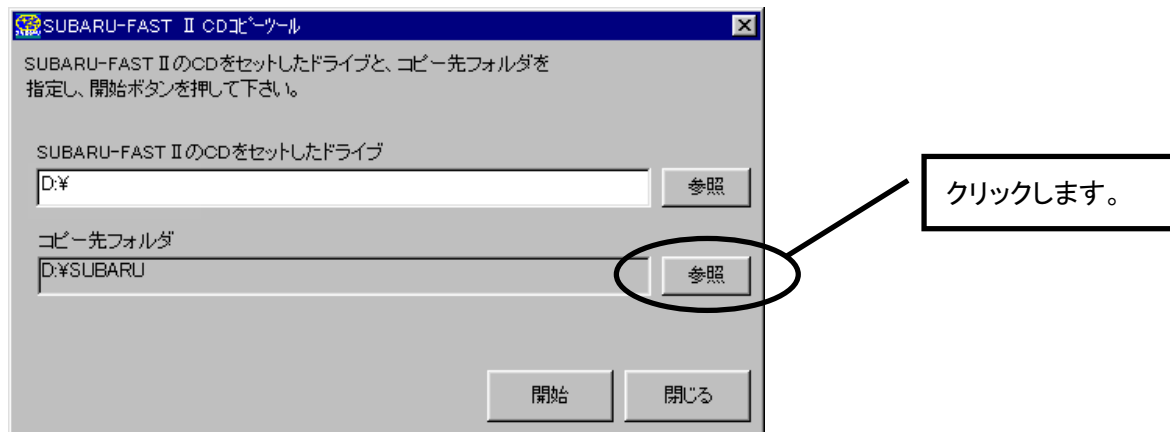 SUBARU-FAST Ⅱ CDｺﾋﾟｰﾂｰﾙ
SUBARU-FAST ⅡのCDをセットしたドライブと、コピー先フォルダを
指定し、開始ボタンを押して下さい。
SUBARU-FAST ⅡのCDをセットしたドライブ
D:¥
参照
クリックします。
コピー先フォルダ
D:¥SUBARU
参照
開始
閉じる